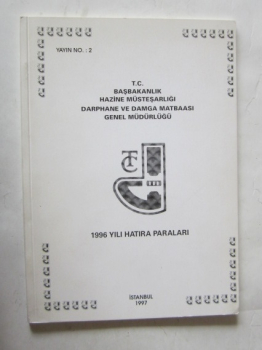 YAYIN NO. : 2
T.C.
BAŞBAKANLIK
HAZİNE MÜSTEŞARLIĞI
DARPHANE VE DAMGA MATBAASI
GENEL MÜDÜRLÜĞÜ
TC
1996 YILI HATIRA PARALARI
İSTANBUL
1997